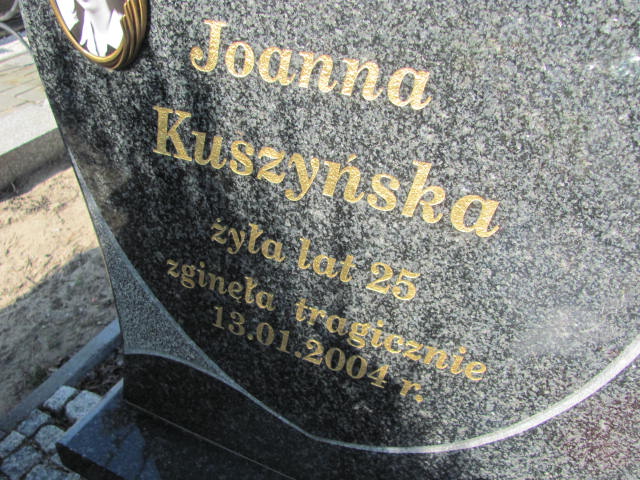 Joanna
Kuszyńska
żyła lat 25
zginęła tragicznie
13.01.2004 r.